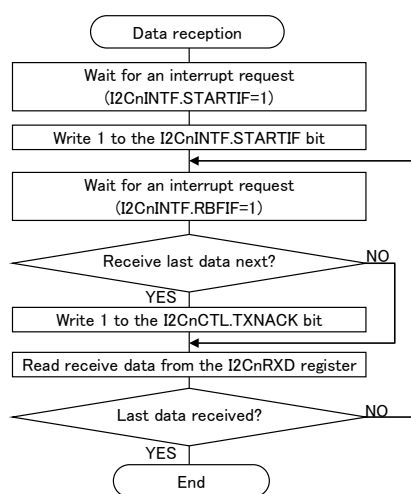 Data reception
Wait for an interrupt request
(I2CnINTF.STARTIF=1)
Write 1 to the I2CnINTF.STARTIF bit
Wait for an interrupt request
(I2CnINTF.RBFIF=1)
Receive last data next?
NO
YES
Write 1 to the I2CnCTL.TXNACK bit
Read receive data from the I2CnRXD register
Last data received?
NO
YES
End